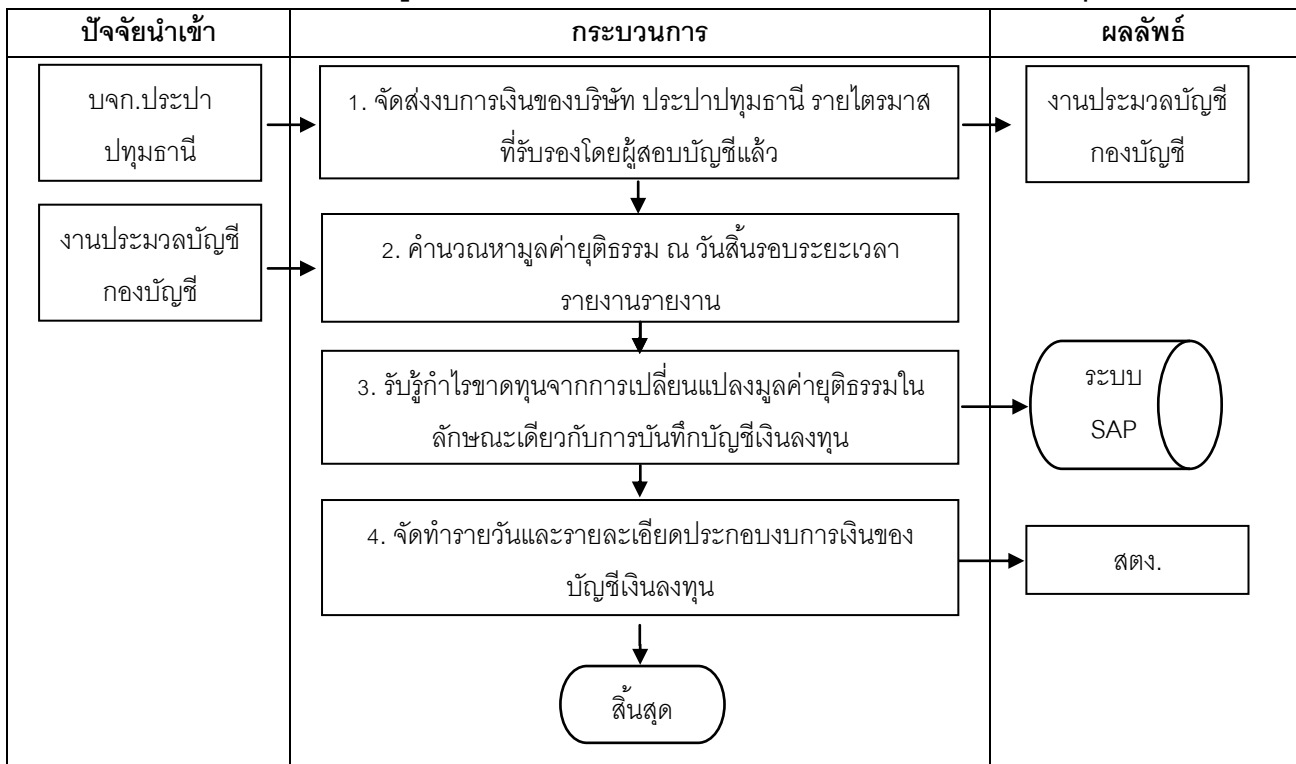 ปัจจัยนำเข้า
กระบวนการ
ผลลัพธ์
บจก.ประปา
ปทุมธานี
1. จัดส่งงบการเงินของบริษัท ประปาปทุมธานี รายไตรมาส
ที่รับรองโดยผู้สอบบัญชีแล้ว
งานประมวลบัญชี
กองบัญชี
งานประมวลบัญชี
กองบัญชี
2. คำนวณหามูลค่ายุติธรรม ณ วันสิ้นรอบระยะเวลา
รายงานรายงาน
3. รับรู้กำไรขาดทุนจากการเปลี่ยนแปลงมูลค่ายุติธรรมใน
ลักษณะเดียวกับการบันทึกบัญชีเงินลงทุน
ระบบ
SAP
4. จัดทำรายวันและรายละเอียดประกอบงบการเงินของ
บัญชีเงินลงทุน
สตง.
สิ้นสุด